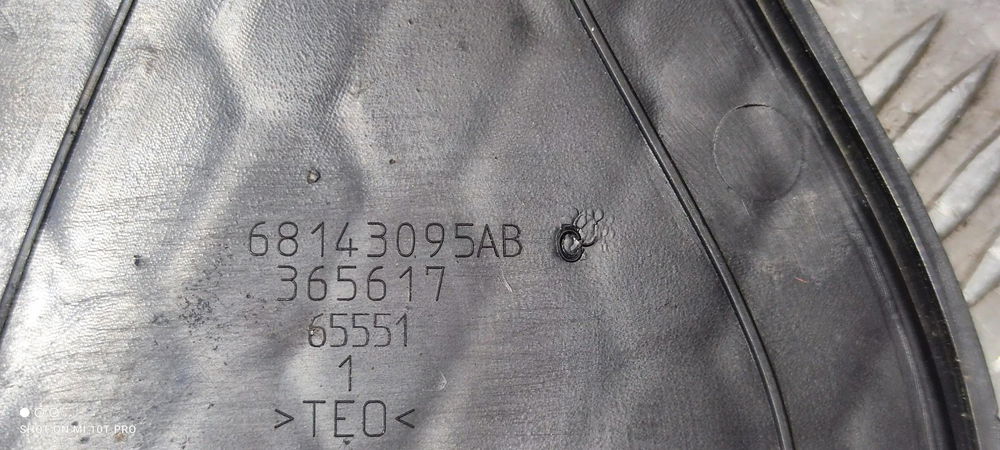 68143095AB
365617
65551
1
>TEO<
SHOT ON MI 10T PRO